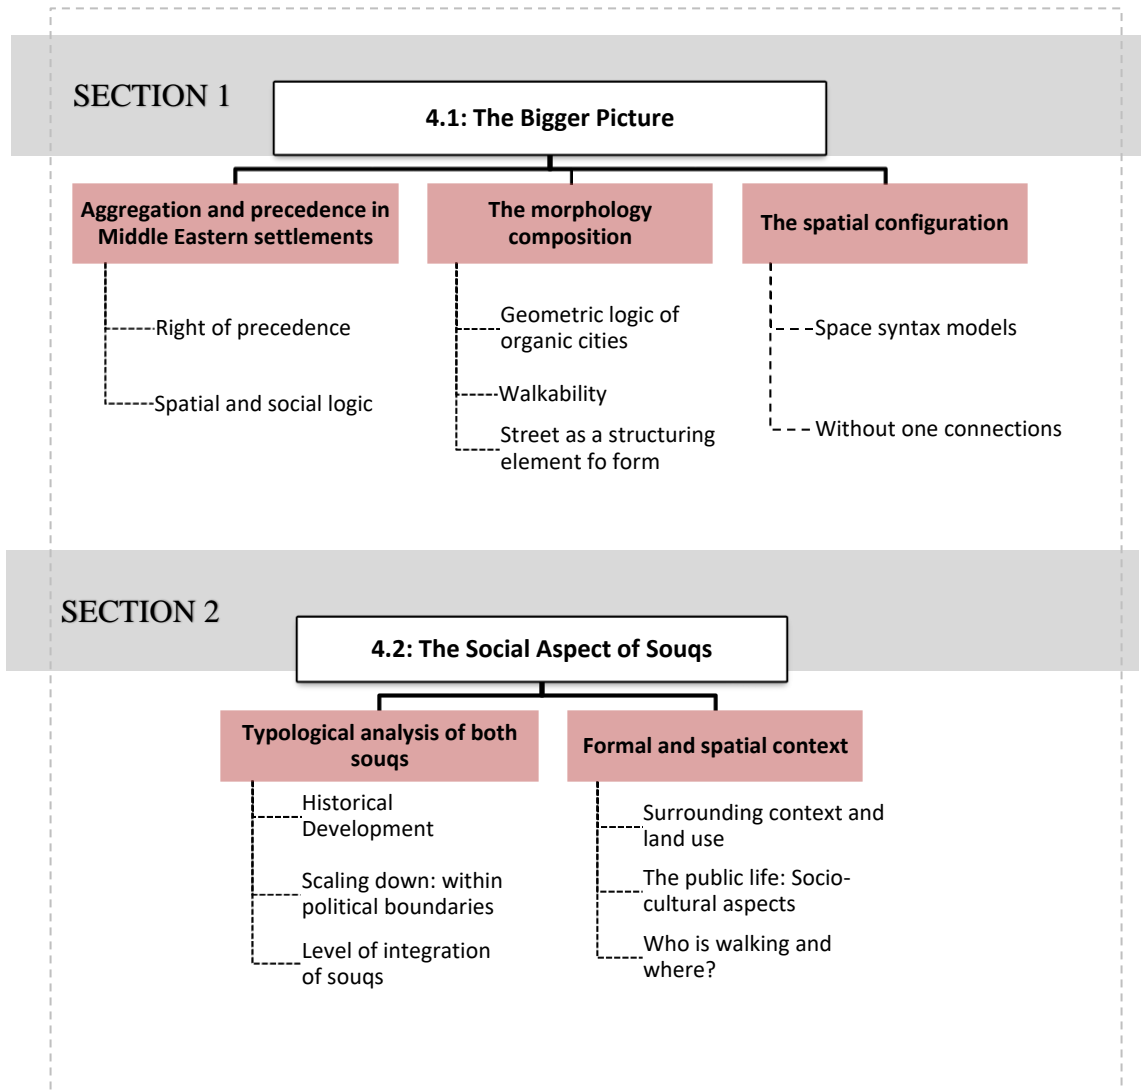 SECTION 1
4.1: The Bigger Picture
Aggregation and precedence in
Middle Eastern settlements
Right of precedence
Spatial and social logic
The morphology
composition
Geometric logic of
organic cities
Walkability
Street as a structuring
element fo form
The spatial configuration
Space syntax models
Without one connections
SECTION 2
4.2: The Social Aspect of Souqs
Typological analysis of both
souqs
Historical
Development
Scaling down: within
political boundaries
Level of integration
of souqs
Formal and spatial context
Surrounding context and
land use
The public life: Socio-
cultural aspects
Who is walking and
where?